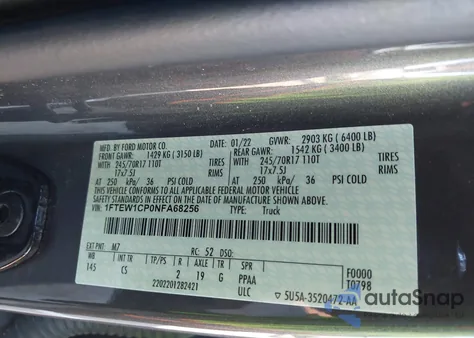 MFD. BY FORD MOTOR CO. DATE: 01/22 GVWR: 2903 KG ( 6400 LB)
FRONT GAWR: 1429 KG ( 3150 LB) REAR GAWR: 1542 KG ( 3400 LB)
245/70R17 110T TIRES 245/70R17 110T TIRES
17x7.5J RIMS 17x7.5J RIMS
AT 250 kPa/ 36 PSI COLD AT 250 kPa/ 36 PSI COLD
THIS VEHICLE CONFORMS TO ALL APPLICABLE FEDERAL MOTOR VEHICLE
SAFETY STANDARDS IN EFFECT ON THE DATE OF MANUFACTURE SHOWN ABOVE.
VIN: 1FTEW1CP0NFA68256 TYPE: Truck
EXT PNT: M7 RC: 52 DSO:
WB TP/PS R AXLE TR SPR F0000
145 CS 2 19 G PPAA T0798
2202201282421 ULC 5U5A-3520472-AA
autoSnap